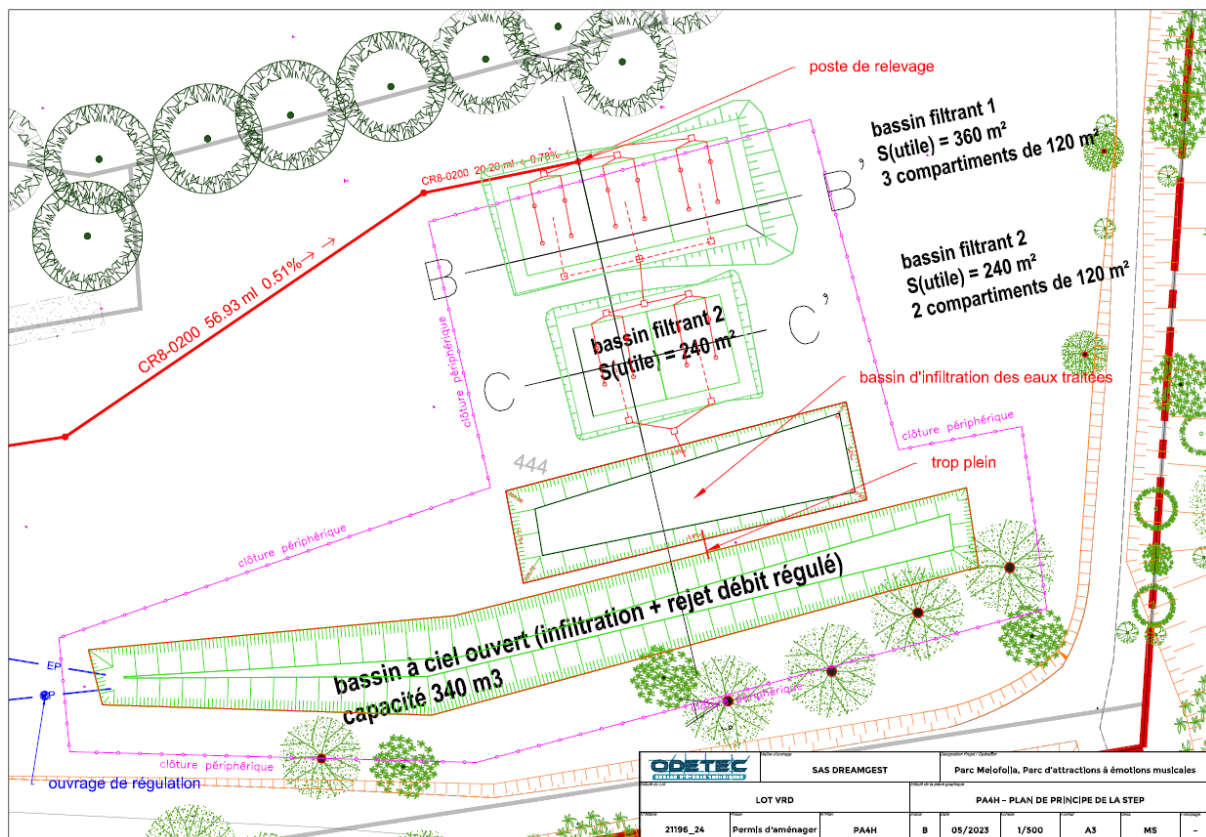 poste de relevage
bassin filtrant 1
S(utile) = 360 m²
3 compartiments de 120 m²
CR8-0200 20.20 ml < 0.78% <
B'
B
CR8-0200 56.93 ml 0.51% →
clôture périphérique
bassin filtrant 2
S(utile) = 240 m²
2 compartiments de 120 m²
bassin filtrant 2
S(utile) = 240 m²
C'
C
bassin d'infiltration des eaux traitées
clôture périphérique
444
trop plein
clôture périphérique
bassin à ciel ouvert (infiltration + rejet débit régulé)
capacité 340 m3
EP
EP
clôture périphérique
clôture périphérique
ouvrage de régulation
ODETEC
SAS DREAMGEST
Parc Melofolia, Parc d'attractions à émotions musicales
LOT VRD
PA4H - PLAN DE PRINCIPE DE LA STEP
21196_24 Permis d'aménager PA4H B 05/2023 1/500 A3 MS -